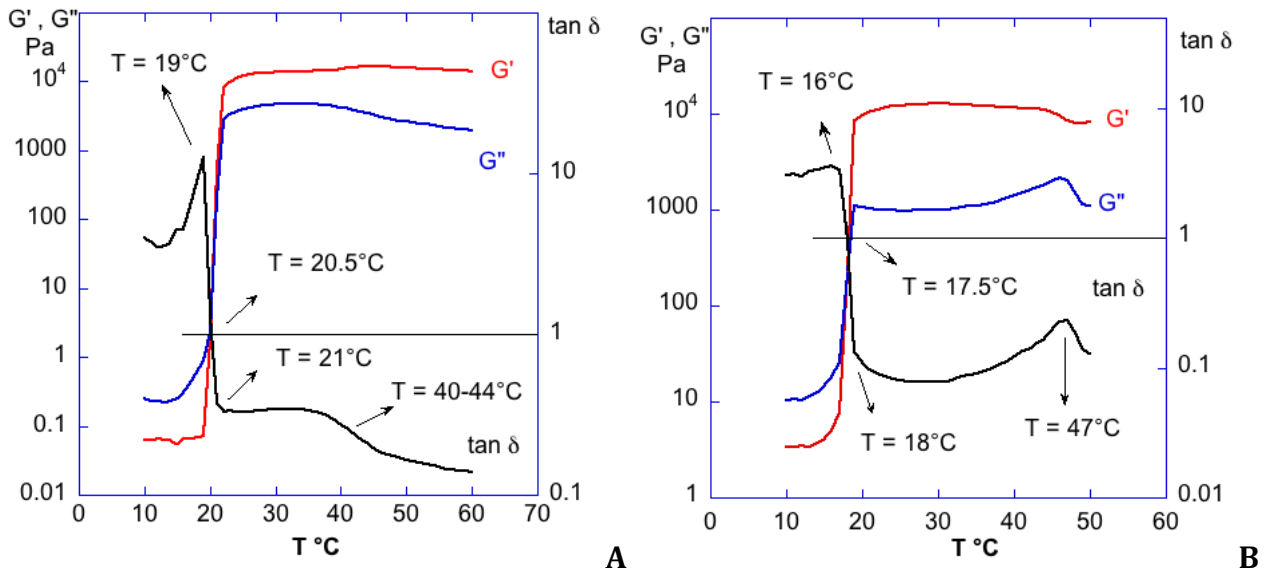 G' , G"
Pa
tan δ
T = 19°C
10⁴
1000
100
10
1
0.1
0.01
G'
G"
10
1
0.1
T = 20.5°C
T = 21°C
T = 40-44°C
tan δ
0 10 20 30 40 50 60 70
T °C
A
G' , G"
Pa
tan δ
T = 16°C
10⁴
1000
100
10
1
G'
G"
10
1
0.1
0.01
T = 17.5°C
tan δ
T = 18°C
T = 47°C
0 10 20 30 40 50 60
T °C
B